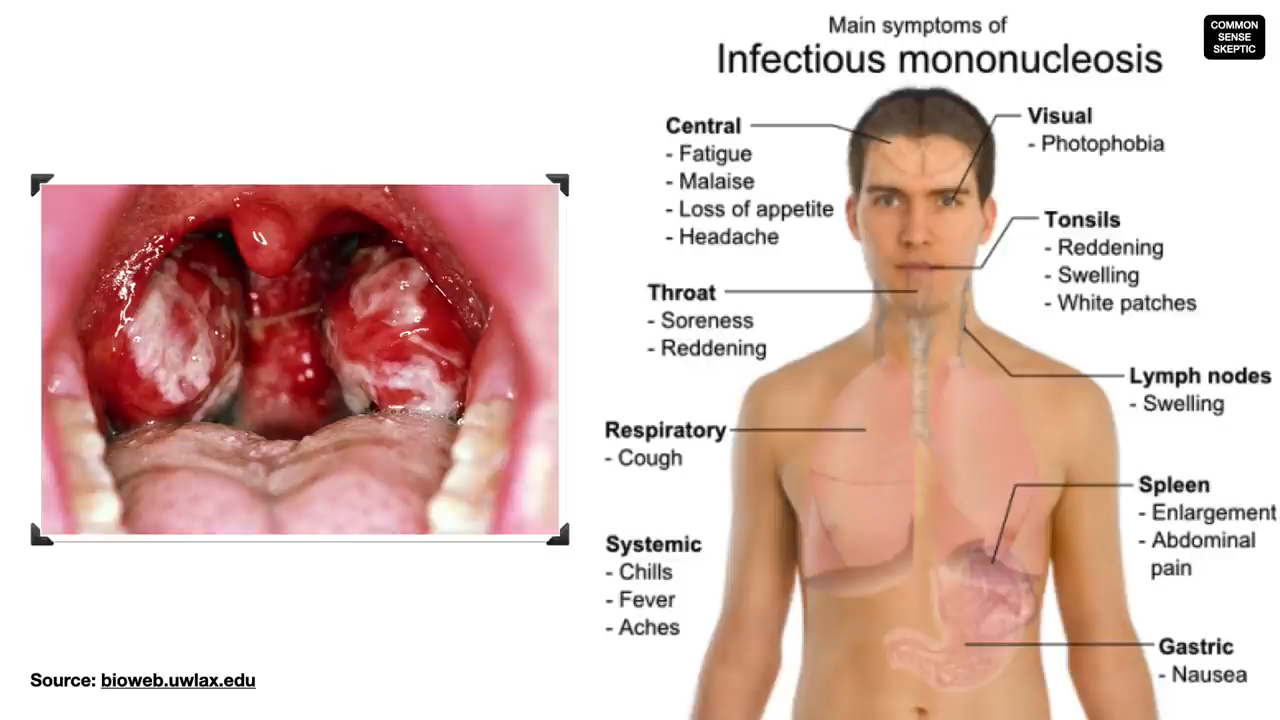 Main symptoms of
Infectious mononucleosis
COMMON
SENSE
SKEPTIC
Central
- Fatigue
- Malaise
- Loss of appetite
- Headache
Visual
- Photophobia
Tonsils
- Reddening
- Swelling
- White patches
Throat
- Soreness
- Reddening
Lymph nodes
- Swelling
Respiratory
- Cough
Spleen
- Enlargement
- Abdominal
pain
Systemic
- Chills
- Fever
- Aches
Gastric
- Nausea
Source: bioweb.uwlax.edu